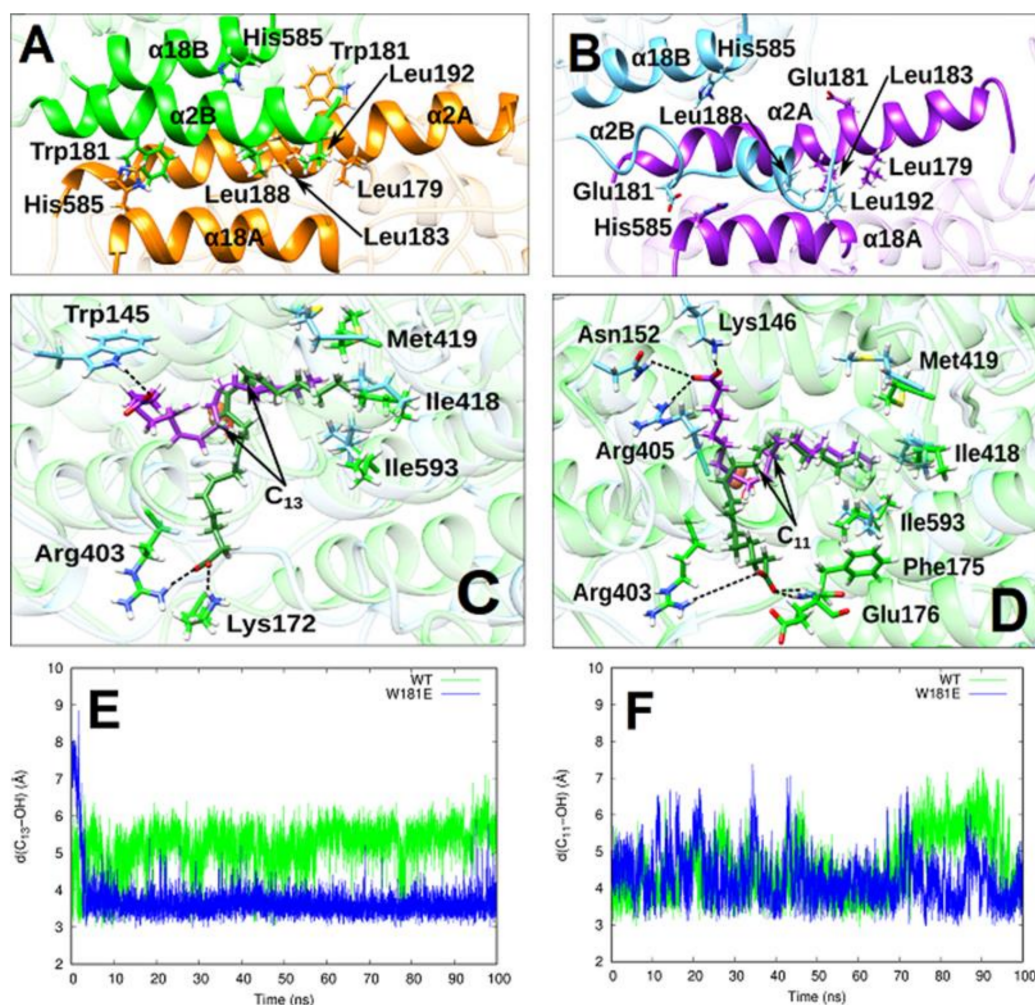 A
α18B
His585
Trp181
Leu192
α2B
α2A
Trp181
His585
Leu188
Leu179
α18A
Leu183
B
α18B
His585
Glu181
Leu183
Leu188
α2A
α2B
Glu181
Leu179
His585
Leu192
α18A
Trp145
Met419
Ile418
Ile593
C13
Arg403
Lys172
C
Asn152
Lys146
Met419
Arg405
Ile418
C11
Ile593
Phe175
Arg403
Glu176
D
E
WT
W181E
10
9
8
7
6
5
4
3
2
d(C13–OH) (Å)
0 10 20 30 40 50 60 70 80 90 100
Time (ns)
F
WT
W181E
10
9
8
7
6
5
4
3
2
d(C11–OH) (Å)
0 10 20 30 40 50 60 70 80 90 100
Time (ns)